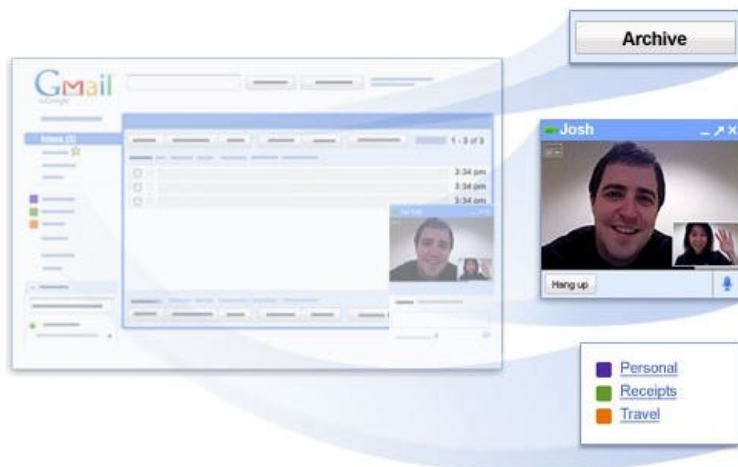 Archive
Gmail
by Google
Inbox (5)
1 - 3 of 3
3:34 pm
3:34 pm
3:34 pm
Josh
Hang up
Personal
Receipts
Travel